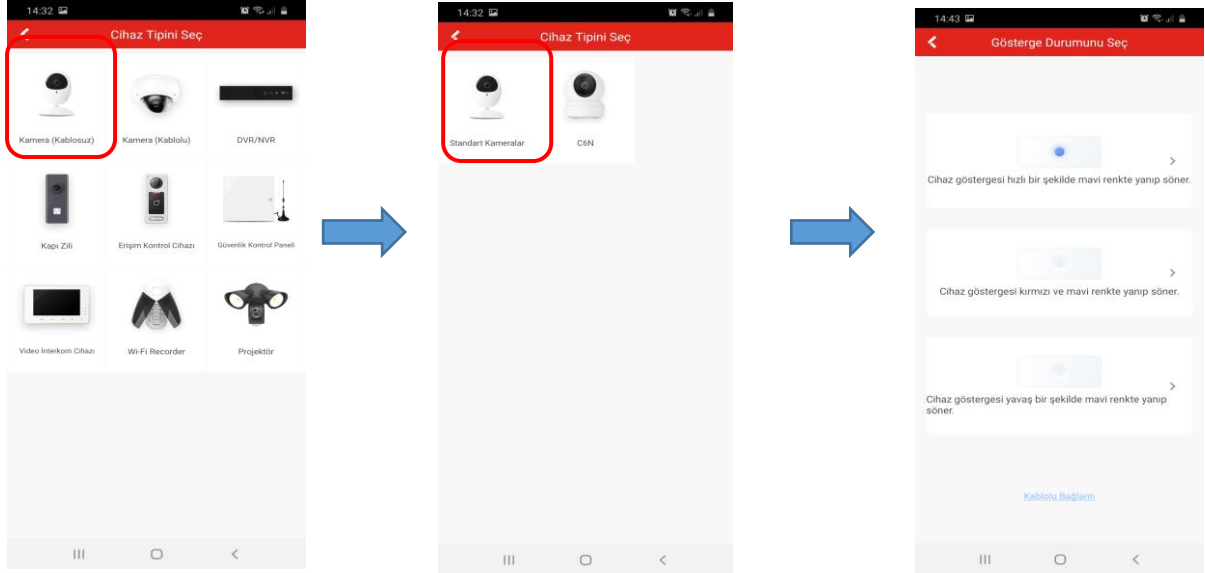 14:32
Cihaz Tipini Seç
Kamera (Kablosuz)
Kamera (Kablolu)
DVR/NVR
Kapı Zili
Erişim Kontrol Cihazı
Güvenlik Kontrol Paneli
Video İnterkom Cihazı
Wi-Fi Recorder
Projektör
14:32
Cihaz Tipini Seç
Standart Kameralar
C6N
14:43
Gösterge Durumunu Seç
Cihaz göstergesi hızlı bir şekilde mavi renkte yanıp söner.
Cihaz göstergesi kırmızı ve mavi renkte yanıp söner.
Cihaz göstergesi yavaş bir şekilde mavi renkte yanıp
söner.
Kablolu Bağlantı